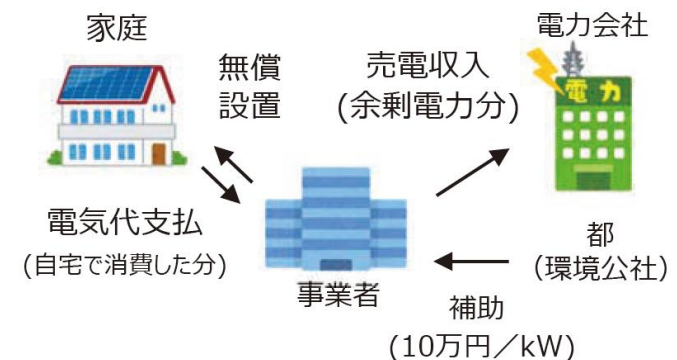 家庭
電力会社
無償
設置
売電収入
(余剰電力分)
電力
電気代支払
(自宅で消費した分)
事業者
都
(環境公社)
補助
(10万円／kW)